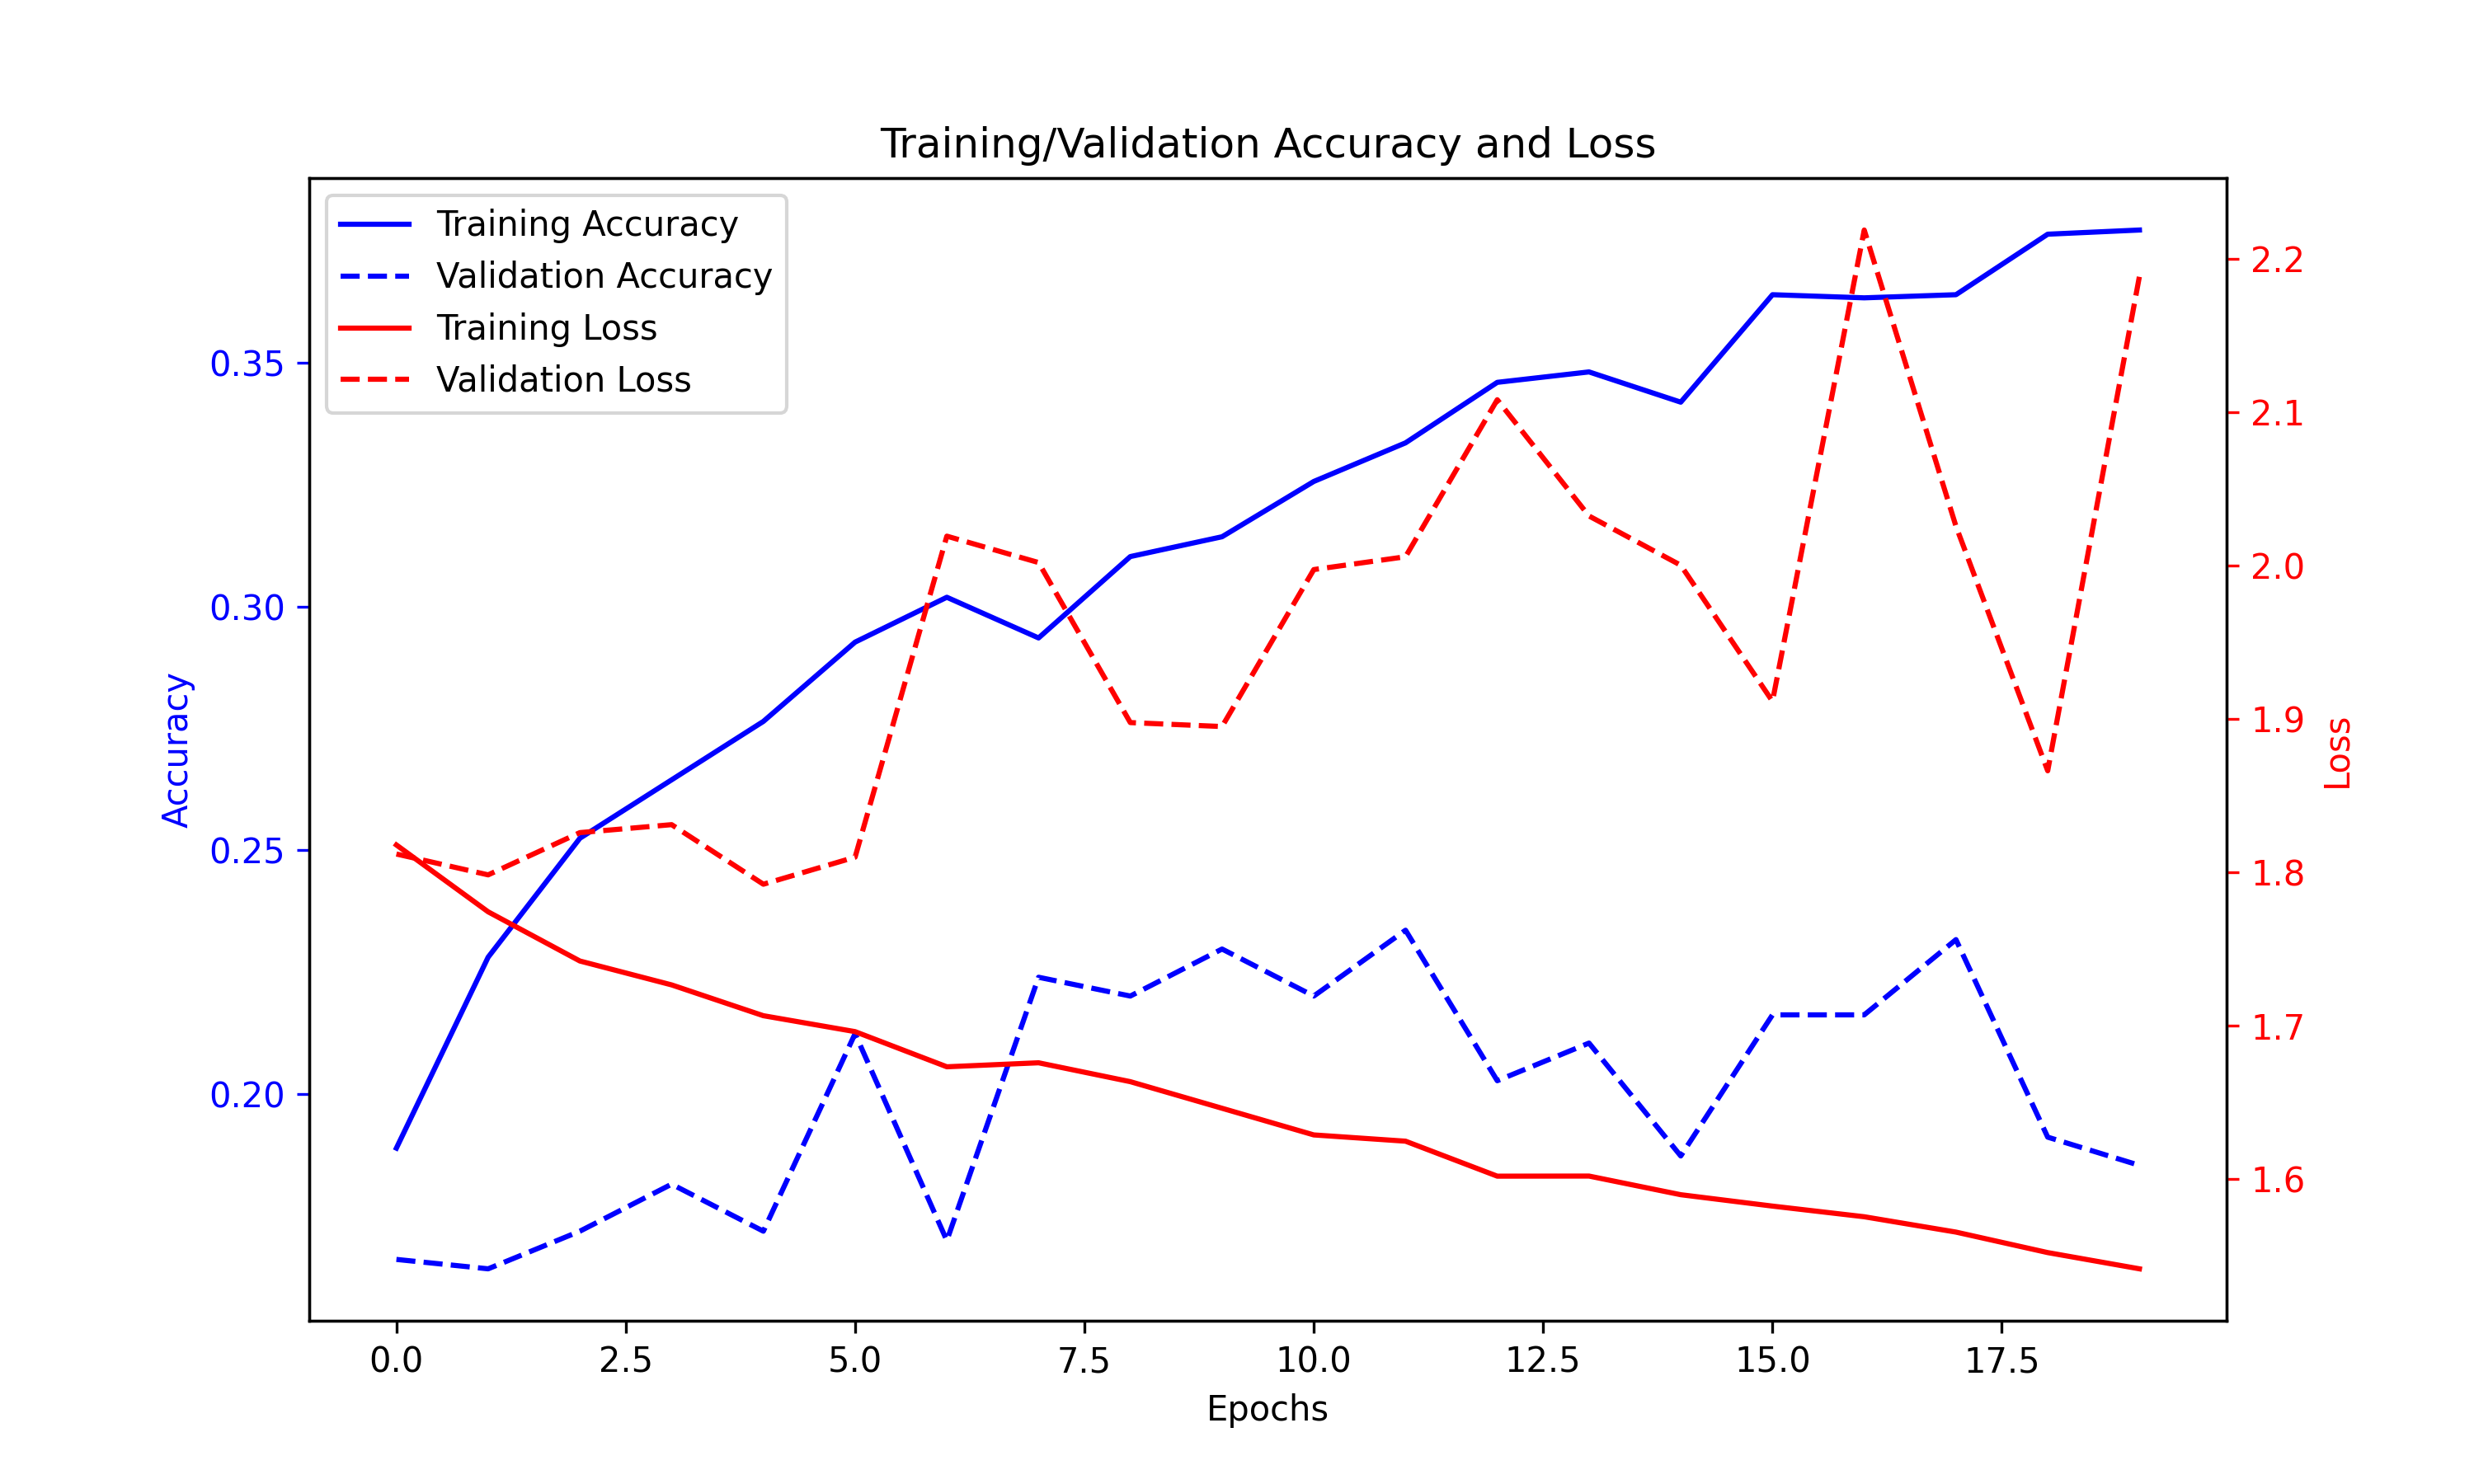 Training/Validation Accuracy and Loss
Training Accuracy
Validation Accuracy
Training Loss
Validation Loss
0.35
0.30
0.25
0.20
Accuracy
2.2
2.1
2.0
1.9
1.8
1.7
1.6
Loss
0.0 2.5 5.0 7.5 10.0 12.5 15.0 17.5
Epochs